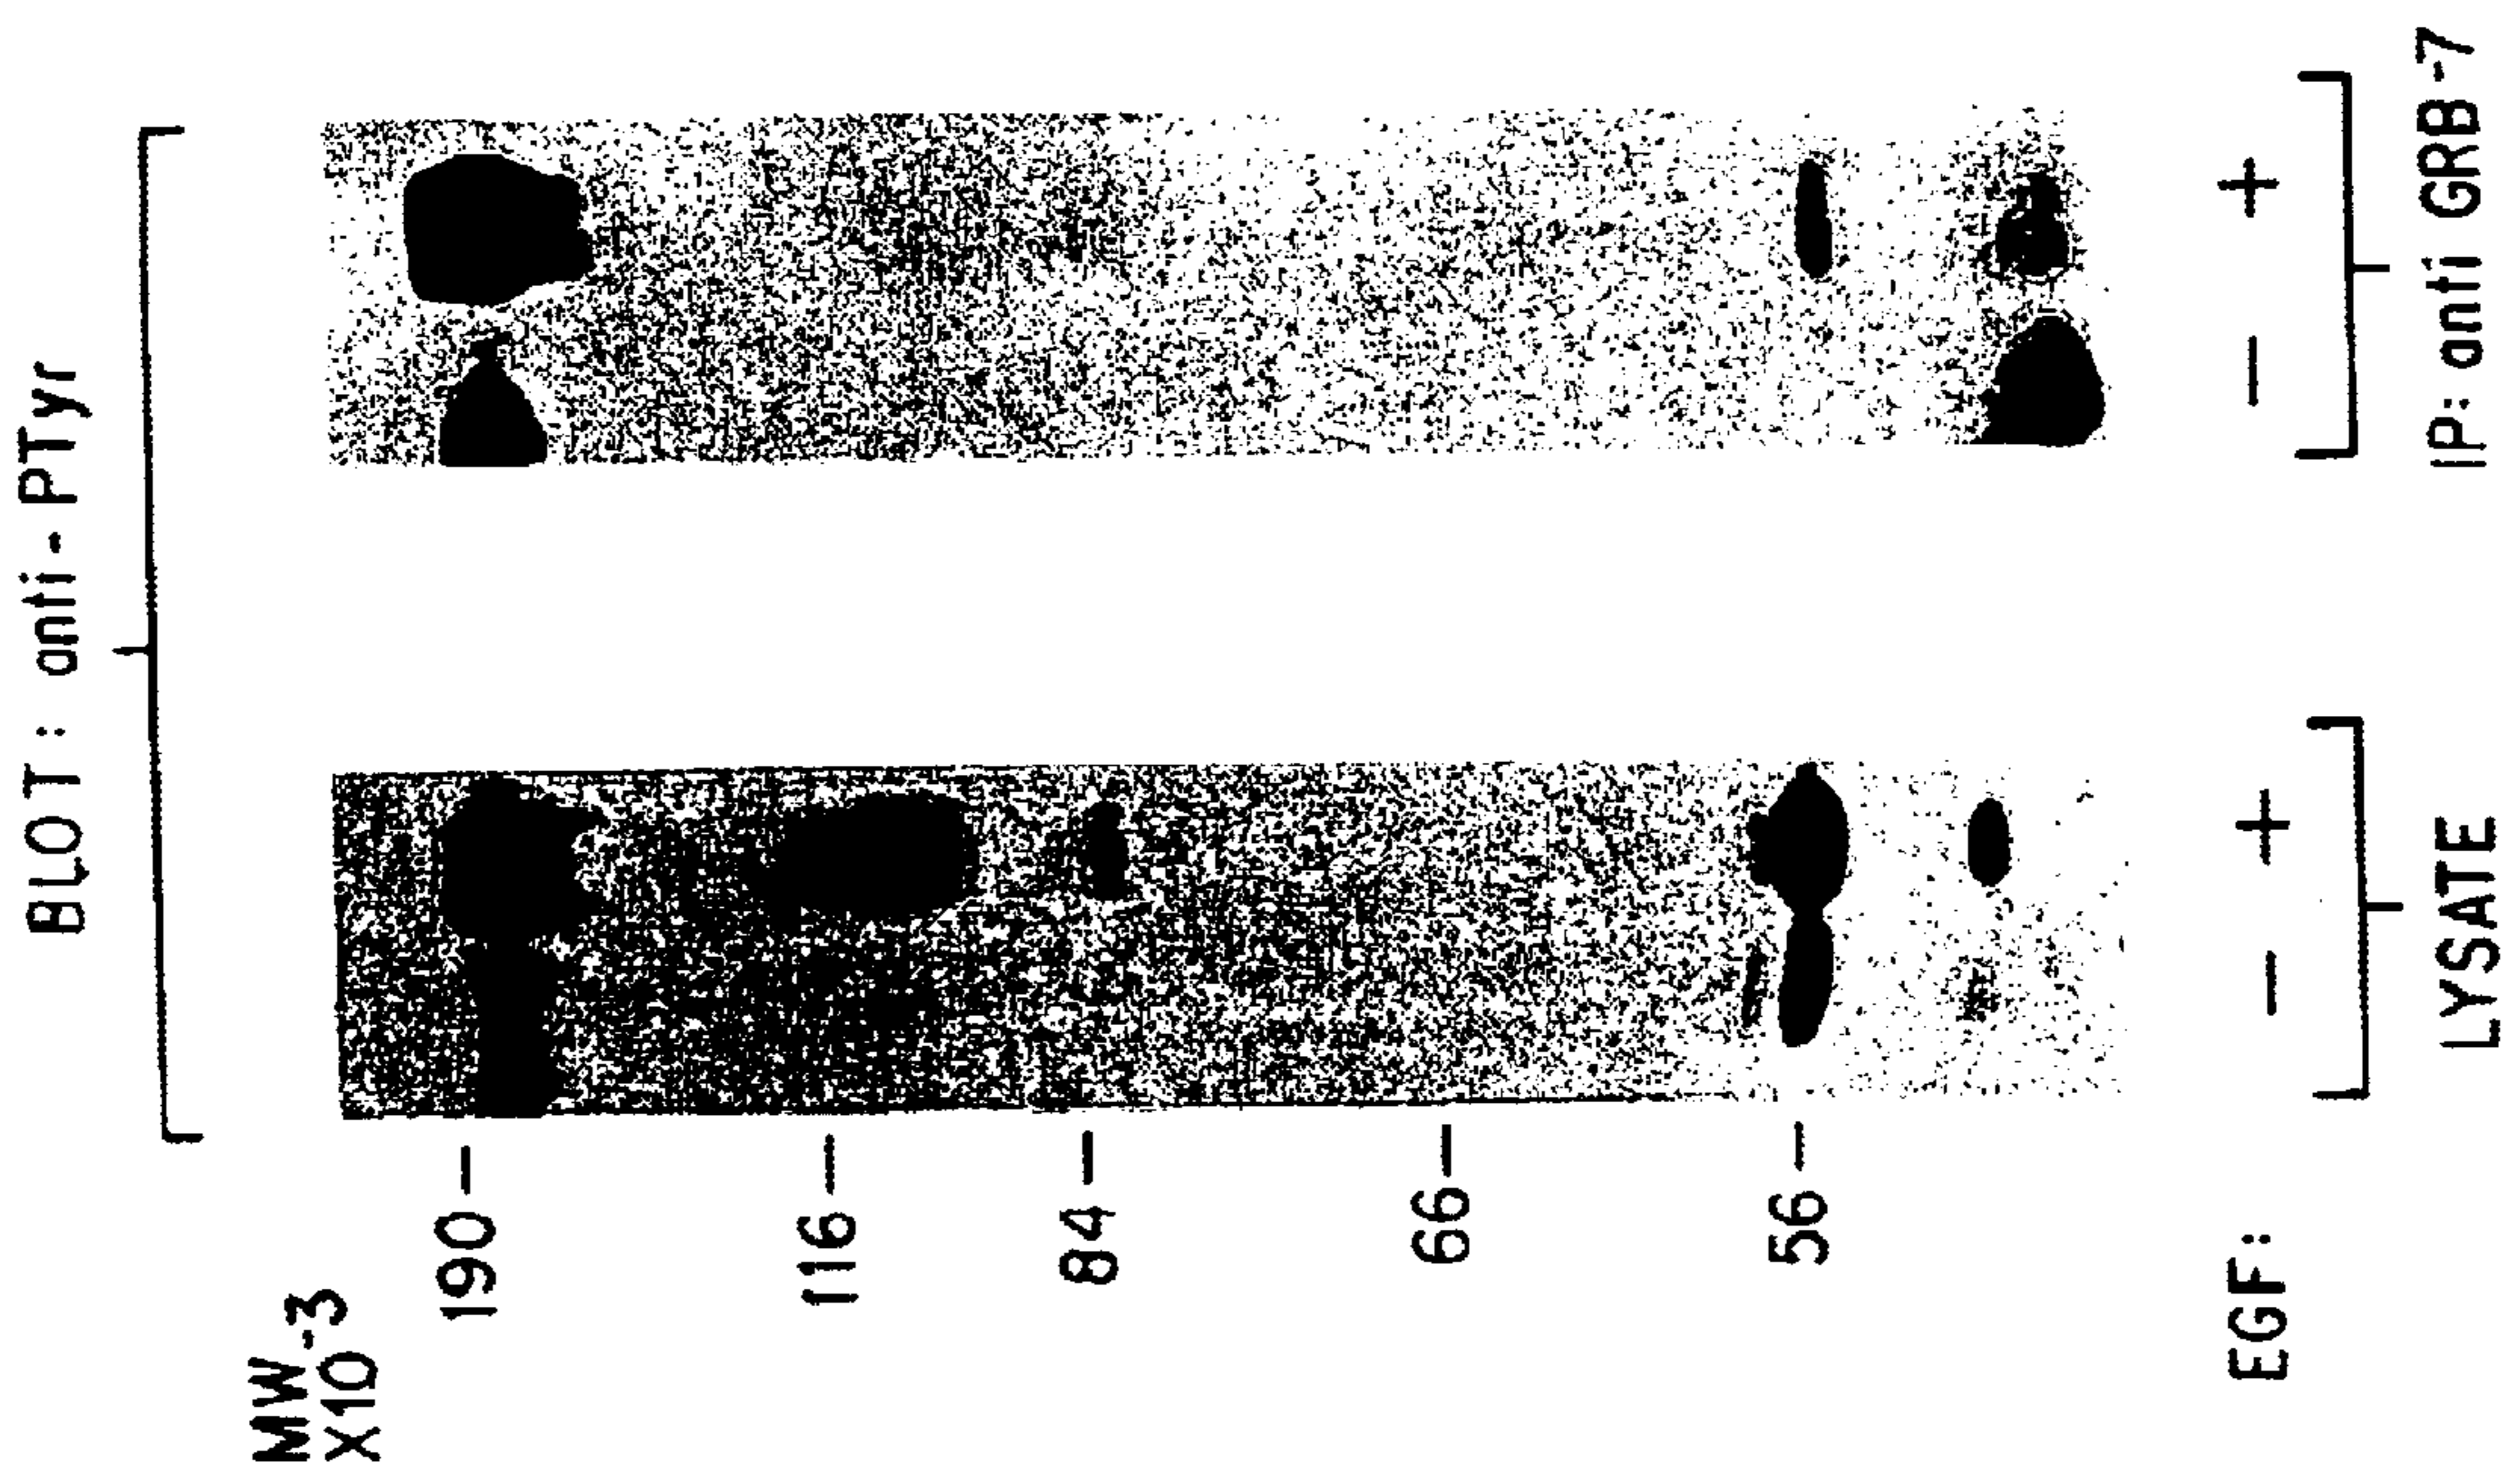 BLOT: anti-PTyr
MW
X10-3
190—
116—
84—
66—
56—
EGF: − + − +
LYSATE IP: anti GRB-7